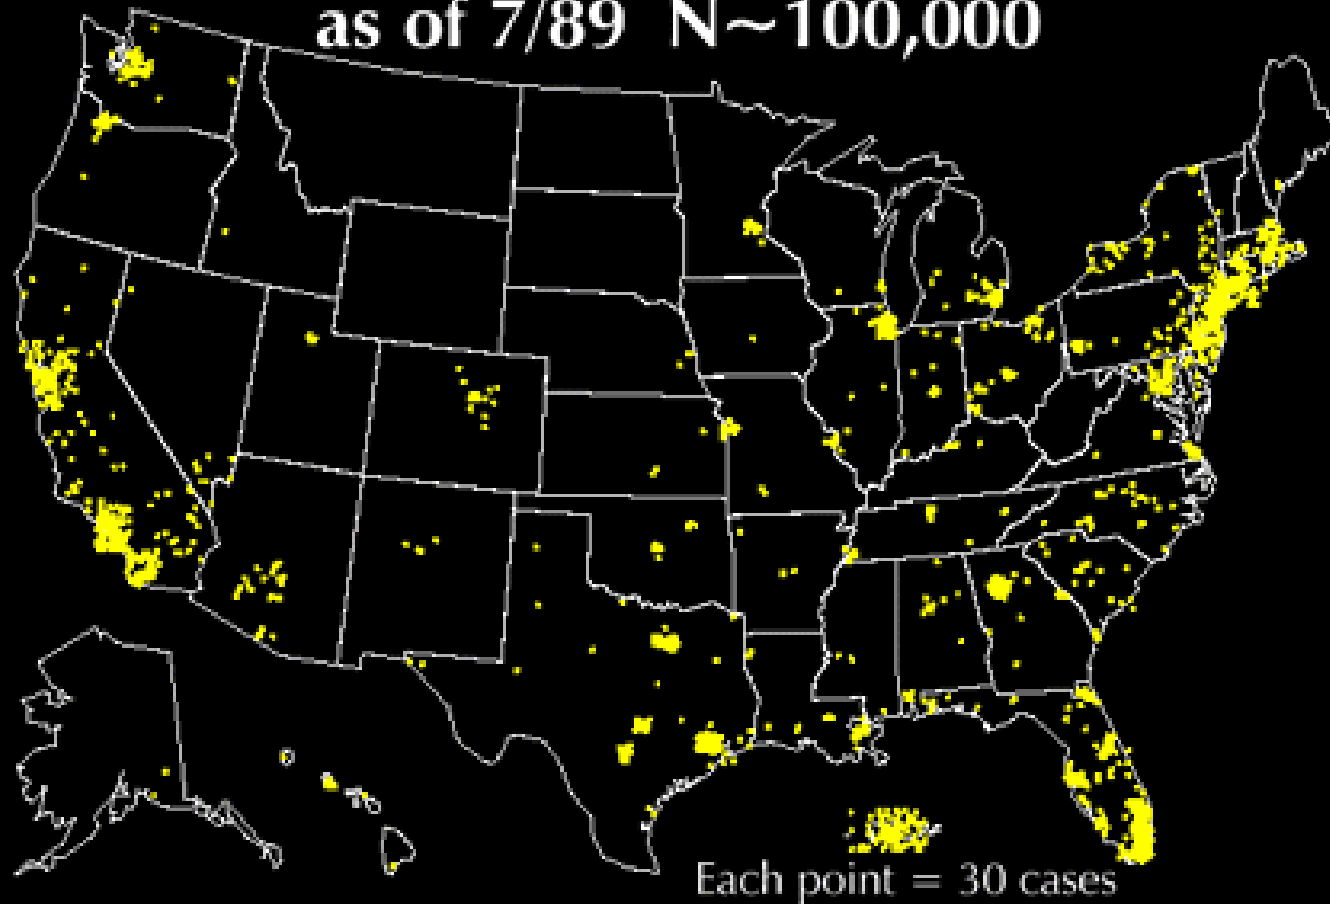 as of 7/89 N~100,000
Each point = 30 cases